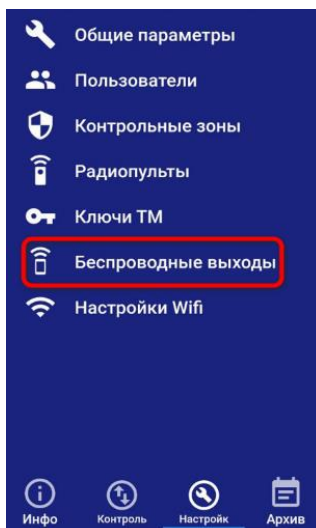 Общие параметры
Пользователи
Контрольные зоны
Радиопульты
Ключи ТМ
Беспроводные выходы
Настройки Wifi
Инфо Контроль Настройк Архив